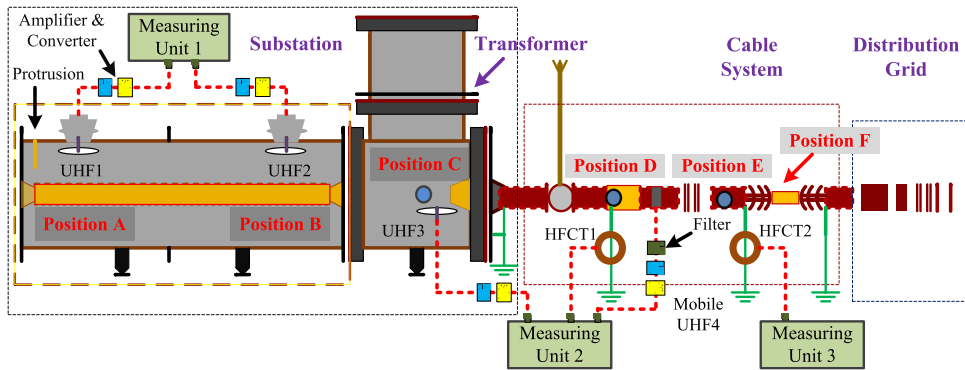 Amplifier &
Converter
Measuring
Unit 1
Substation
Transformer
Cable
System
Distribution
Grid
Protrusion
UHF1
UHF2
Position C
Position D
Position E
Position F
Position A
Position B
UHF3
HFCT1
Filter
HFCT2
Mobile
UHF4
Measuring
Unit 2
Measuring
Unit 3